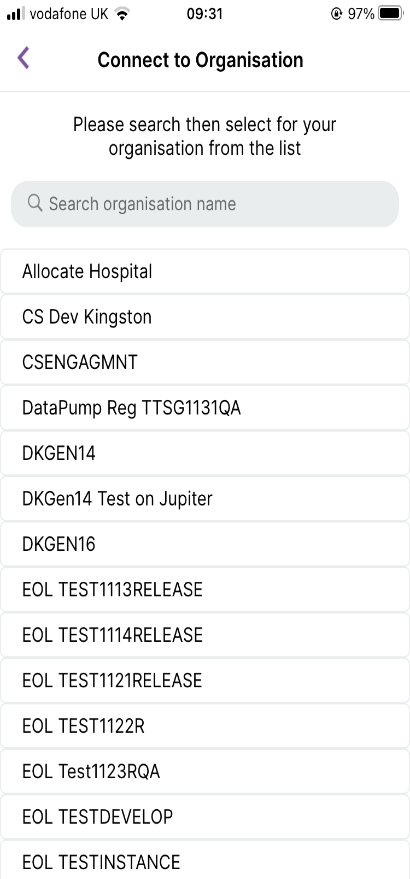 vodafone UK 09:31 97%
Connect to Organisation
Please search then select for your
organisation from the list
Search organisation name
Allocate Hospital
CS Dev Kingston
CSENGAGMNT
DataPump Reg TTSG1131QA
DKGEN14
DKGen14 Test on Jupiter
DKGEN16
EOL TEST1113RELEASE
EOL TEST1114RELEASE
EOL TEST1121RELEASE
EOL TEST1122R
EOL Test1123RQA
EOL TESTDEVELOP
EOL TESTINSTANCE